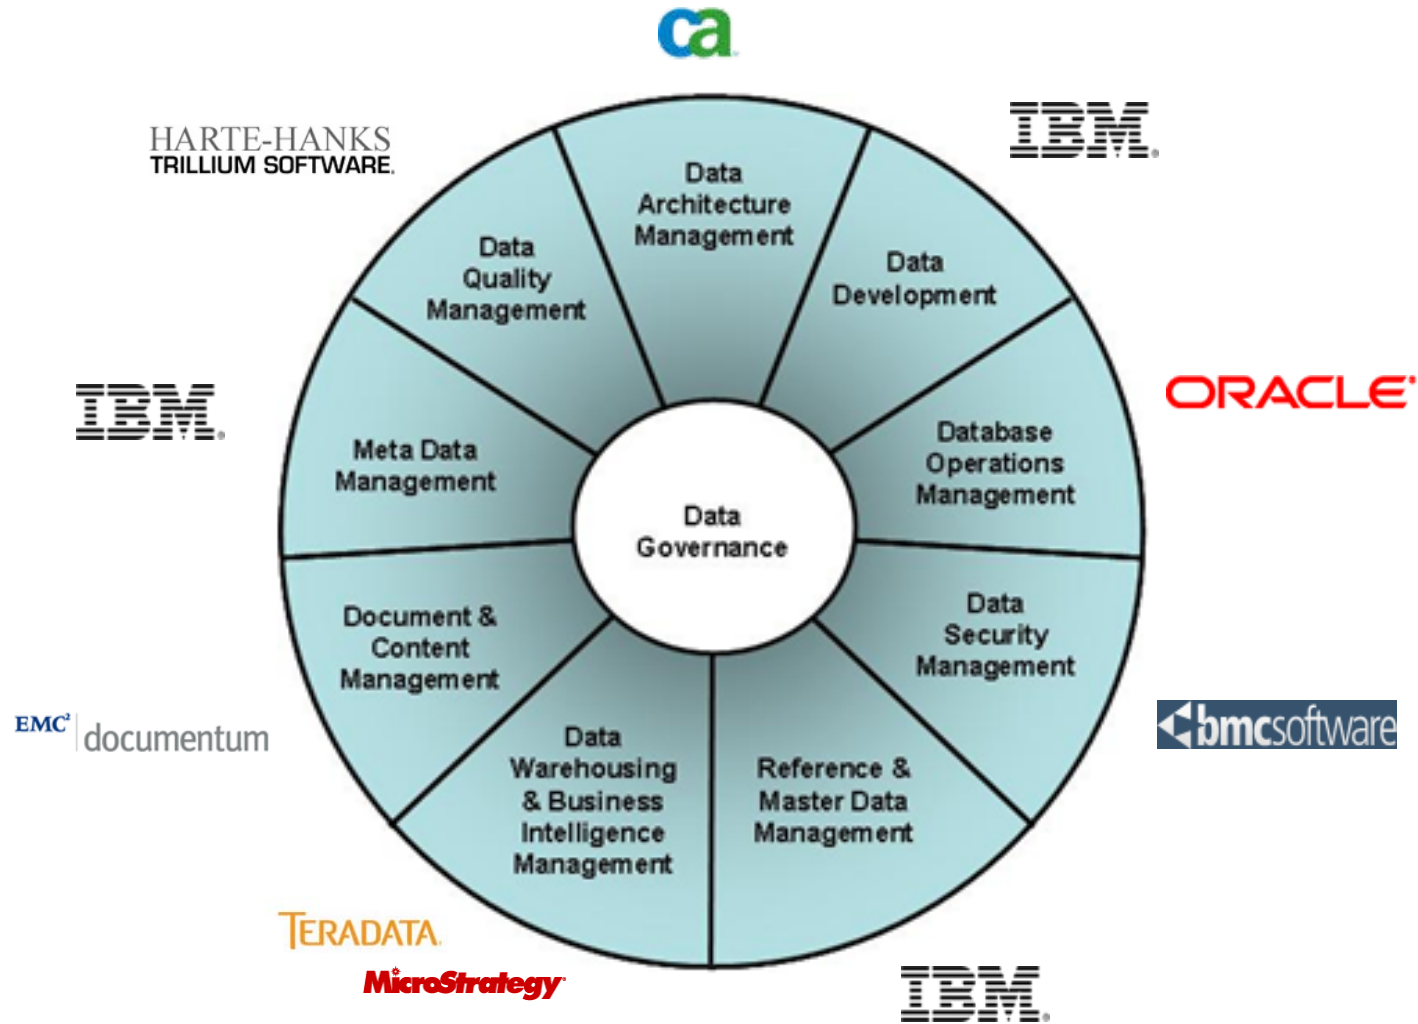 ca
HARTE-HANKS
TRILLIUM SOFTWARE.
IBM®
Data
Architecture
Management
Data
Quality
Management
Data
Development
IBM®
ORACLE®
Meta Data
Management
Database
Operations
Management
Data
Governance
Document &
Content
Management
Data
Security
Management
EMC² documentum
bmcsoftware
Data
Warehousing
& Business
Intelligence
Management
Reference &
Master Data
Management
TERADATA
MicroStrategy
IBM®